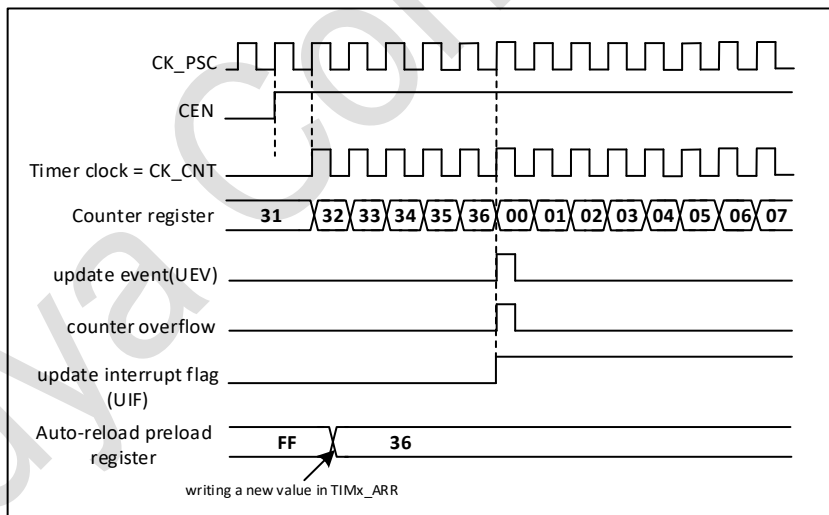 CK_PSC
CEN
Timer clock = CK_CNT
Counter register 31 32 33 34 35 36 00 01 02 03 04 05 06 07
update event(UEV)
counter overflow
update interrupt flag
(UIF)
Auto-reload preload
register
FF 36
writing a new value in TIMx_ARR